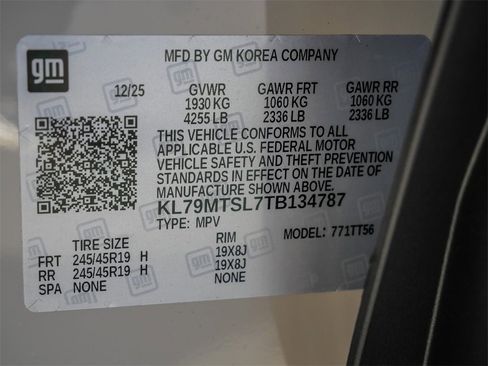 gm
MFD BY GM KOREA COMPANY
12/25 GVWR GAWR FRT GAWR RR
1930 KG 1060 KG 1060 KG
4255 LB 2336 LB 2336 LB
THIS VEHICLE CONFORMS TO ALL
APPLICABLE U.S. FEDERAL MOTOR
VEHICLE SAFETY AND THEFT PREVENTION
STANDARDS IN EFFECT ON THE DATE OF
MANUFACTURE SHOWN ABOVE.
KL79MTSL7TB134787
TYPE: MPV MODEL: 771TT56
TIRE SIZE RIM
FRT 245/45R19 H 19X8J
RR 245/45R19 H 19X8J
SPA NONE NONE